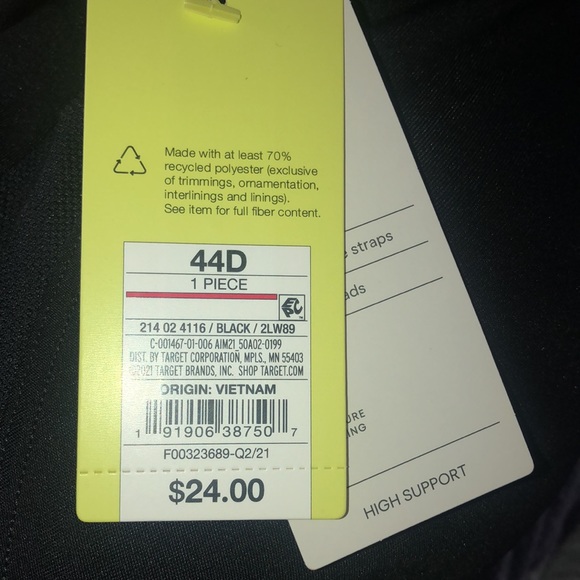 Made with at least 70%
recycled polyester (exclusive
of trimmings, ornamentation,
interlinings and linings).
See item for full fiber content.
44D
1 PIECE
214 02 4116 / BLACK / 2LW89
C-001467-01-006 AIM21_50A02-0199
DIST. BY TARGET CORPORATION, MPLS., MN 55403
©2021 TARGET BRANDS, INC. SHOP TARGET.COM
ORIGIN: VIETNAM
1 91906 38750 7
F00323689-Q2/21
$24.00
straps
HIGH SUPPORT